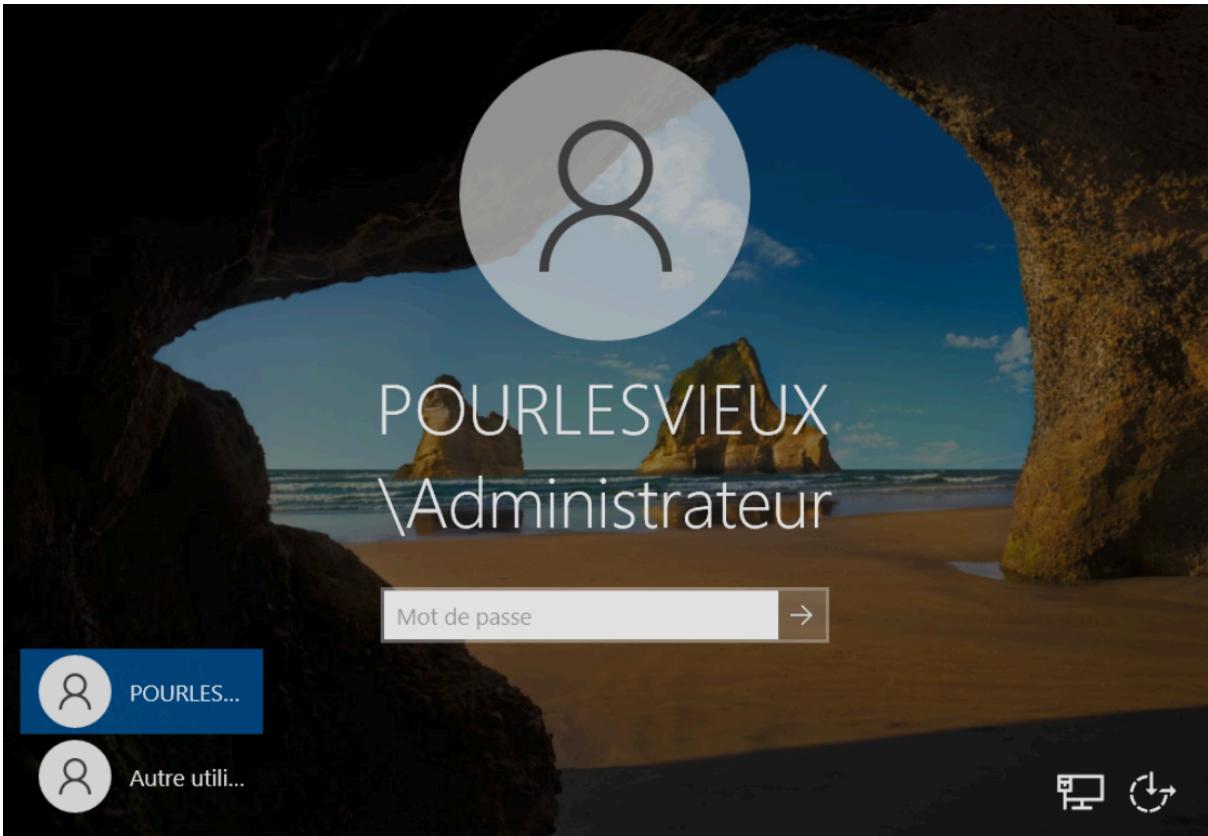 POURLESVIEUX
\Administrateur
Mot de passe
POURLES...
Autre utili...